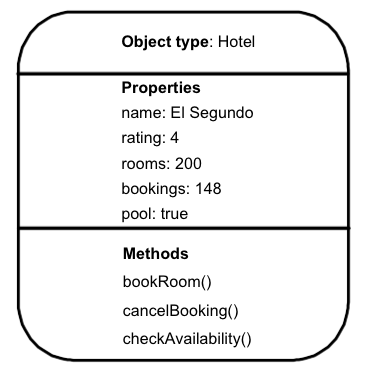 Object type: Hotel
Properties
name: El Segundo
rating: 4
rooms: 200
bookings: 148
pool: true
Methods
bookRoom()
cancelBooking()
checkAvailability()